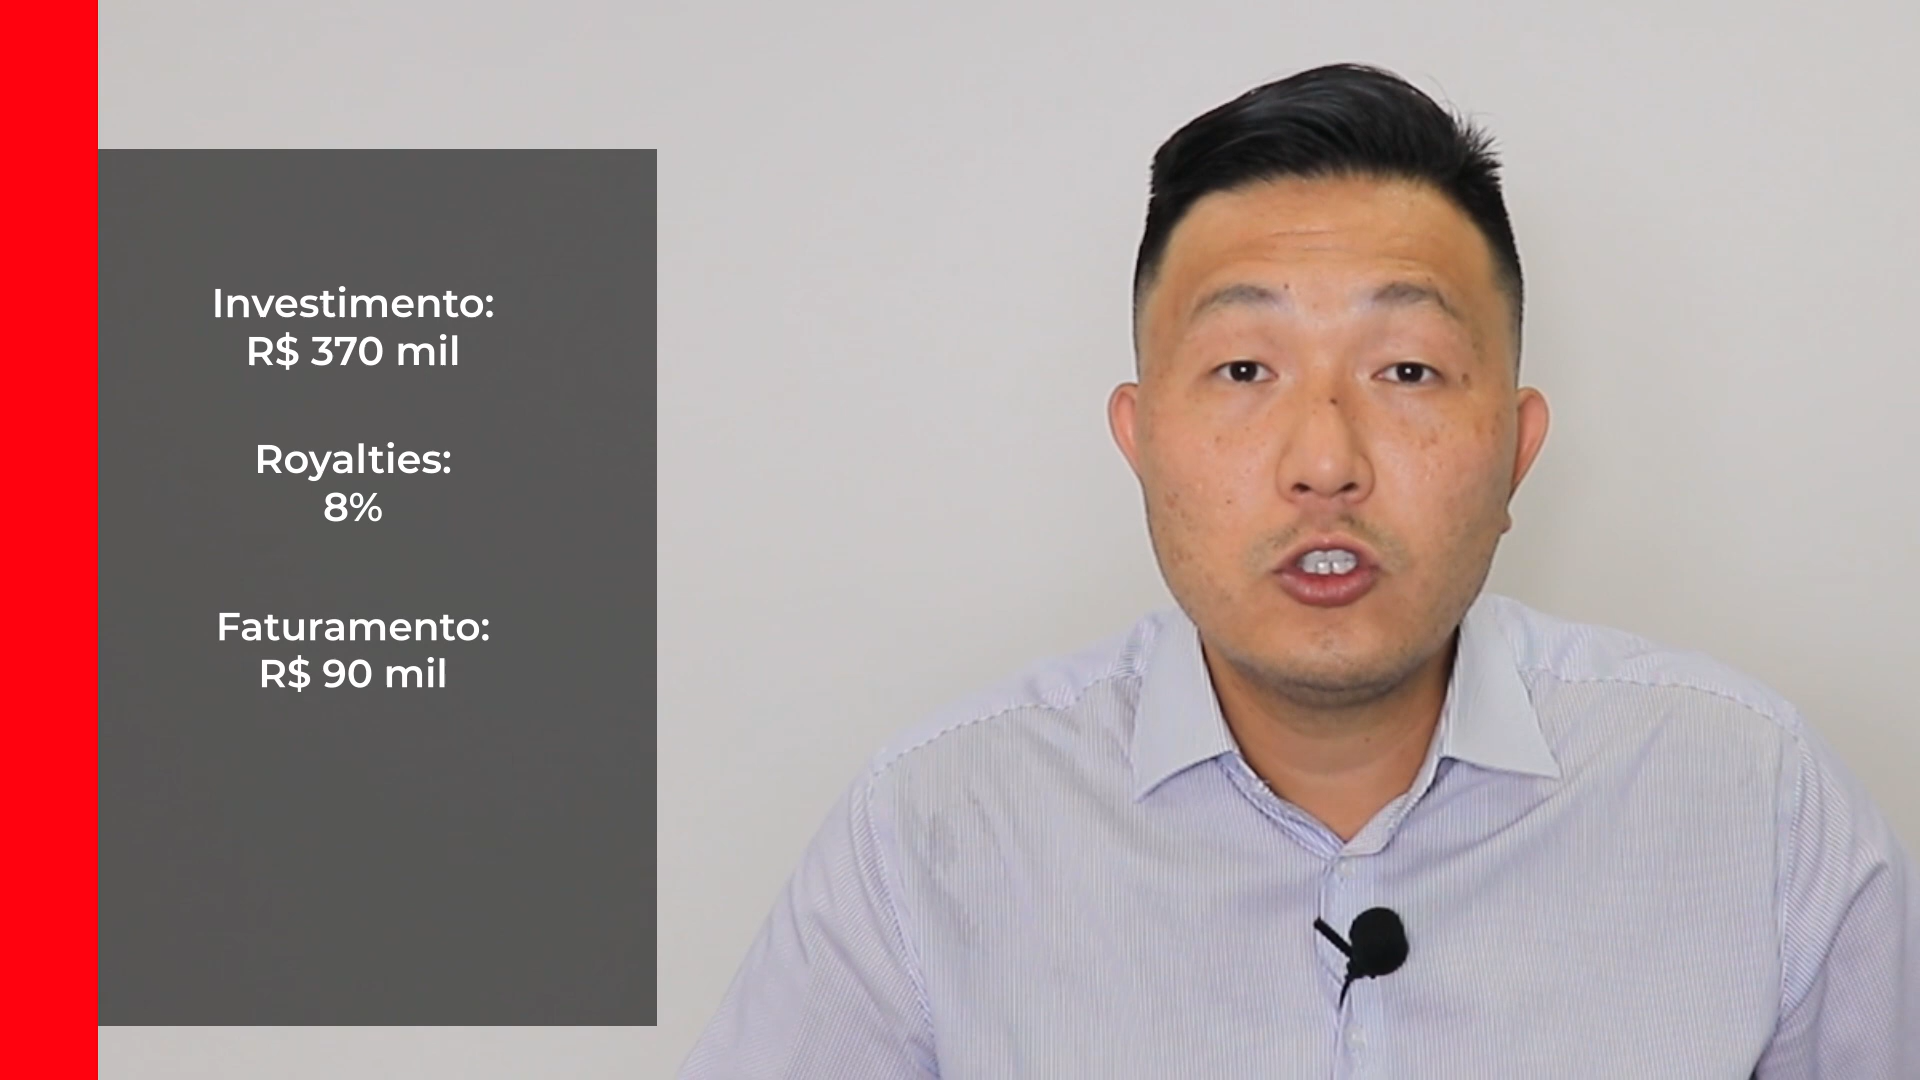 Investimento:
R$ 370 mil
Royalties:
8%
Faturamento:
R$ 90 mil